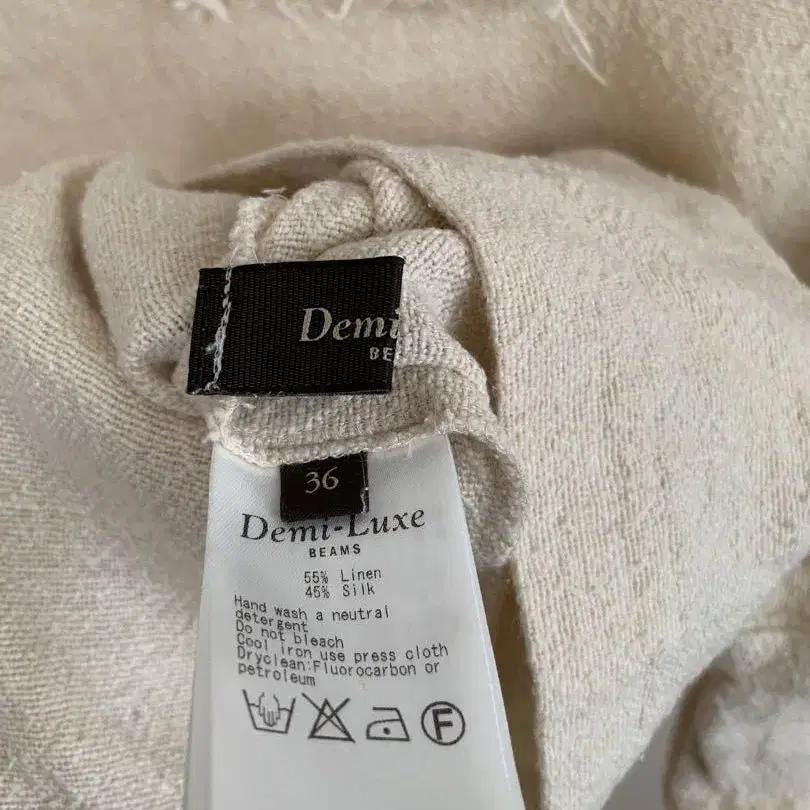 Demi
BE
36
Demi-Luxe
BEAMS
55% Linen
45% Silk
Hand wash a neutral
detergent
Do not bleach
Cool iron use press cloth
Dryclean:Fluorocarbon or
petroleum
F